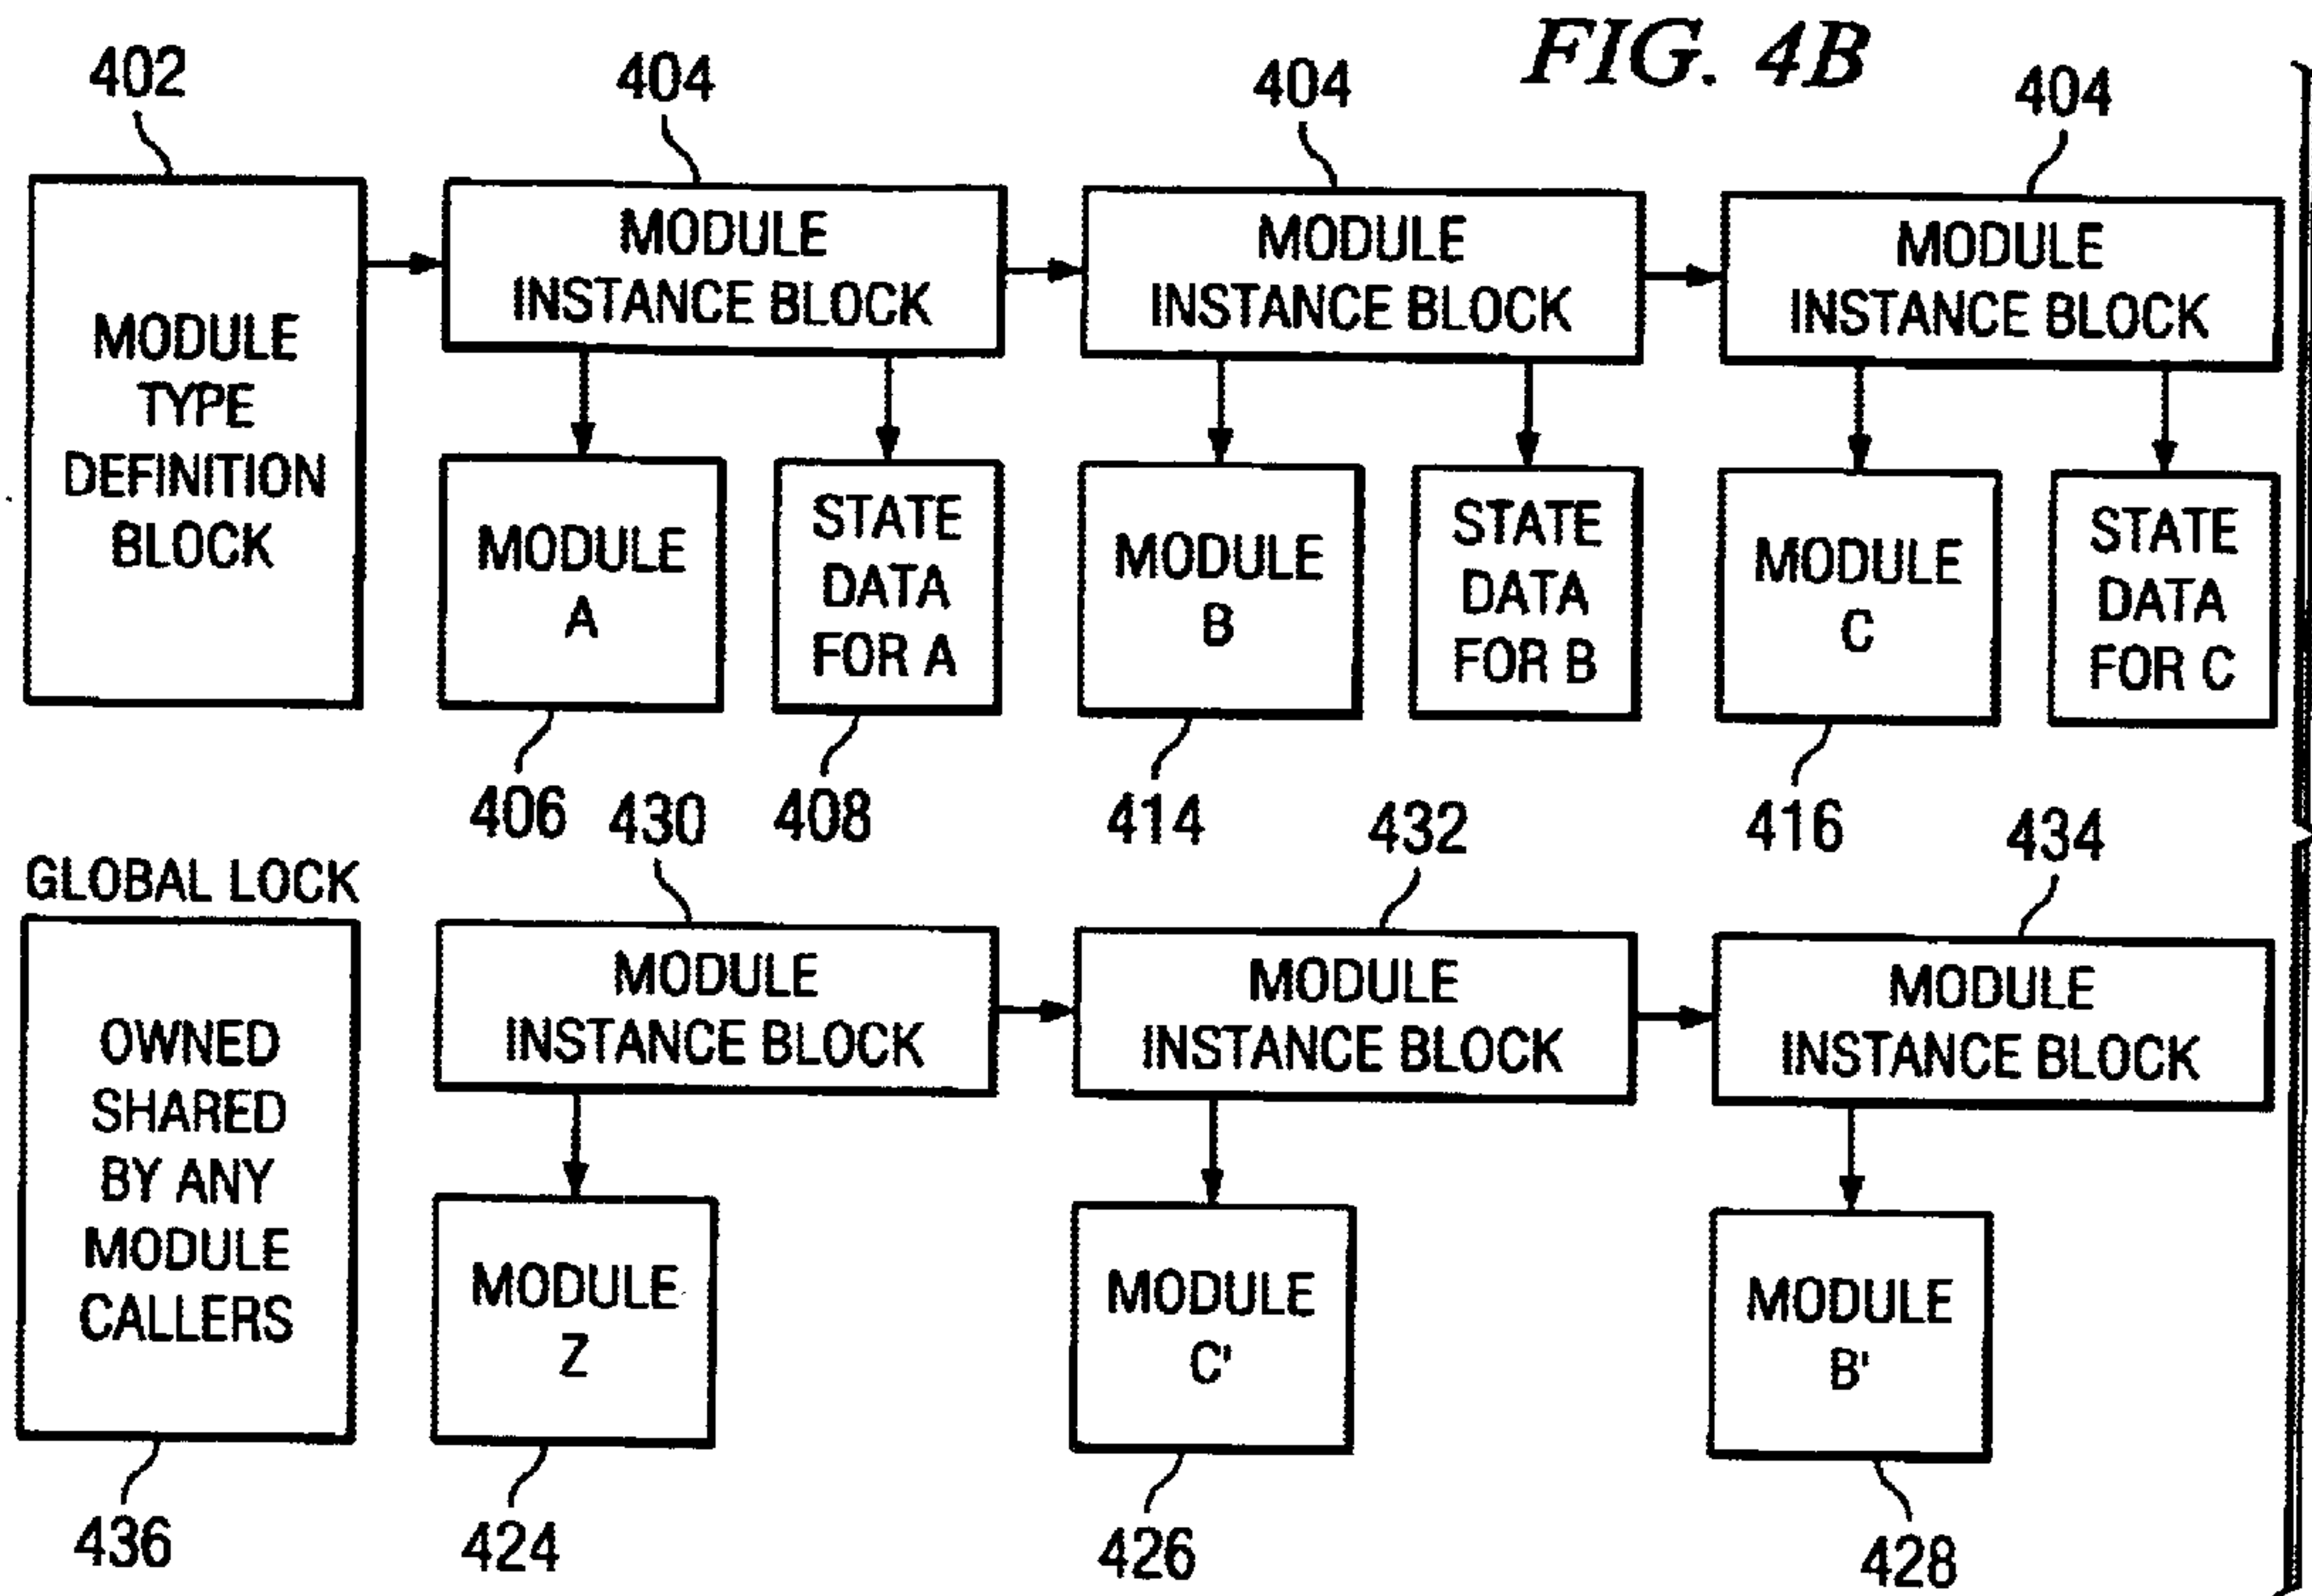 FIG. 4B
402
404
404
404
MODULE
TYPE
DEFINITION
BLOCK
MODULE
INSTANCE BLOCK
MODULE
INSTANCE BLOCK
MODULE
INSTANCE BLOCK
MODULE
A
STATE
DATA
FOR A
MODULE
B
STATE
DATA
FOR B
MODULE
C
STATE
DATA
FOR C
406
408
414
416
GLOBAL LOCK
430
432
434
OWNED
SHARED
BY ANY
MODULE
CALLERS
MODULE
INSTANCE BLOCK
MODULE
INSTANCE BLOCK
MODULE
INSTANCE BLOCK
MODULE
Z
MODULE
C'
MODULE
B'
436
424
426
428